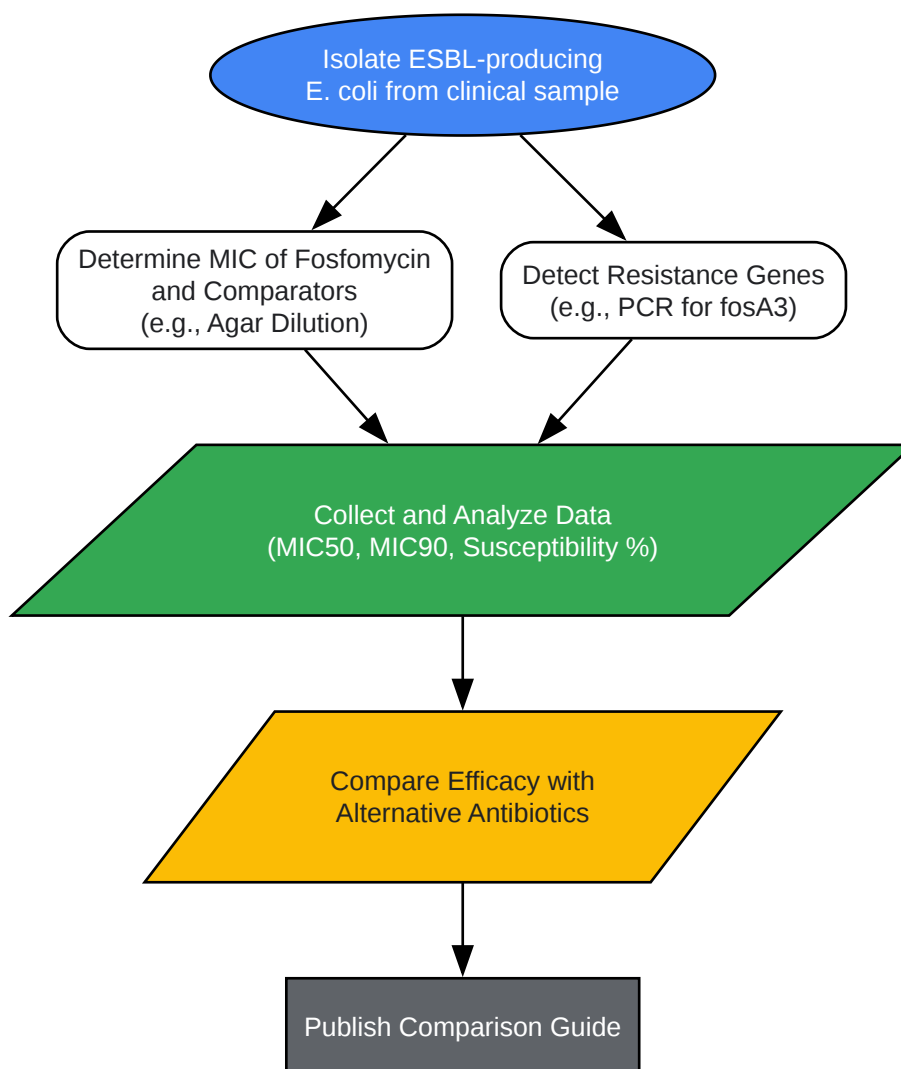 Isolate ESBL-producing
E. coli from clinical sample
Determine MIC of Fosfomycin
and Comparators
(e.g., Agar Dilution)
Detect Resistance Genes
(e.g., PCR for fosA3)
Collect and Analyze Data
(MIC50, MIC90, Susceptibility %)
Compare Efficacy with
Alternative Antibiotics
Publish Comparison Guide